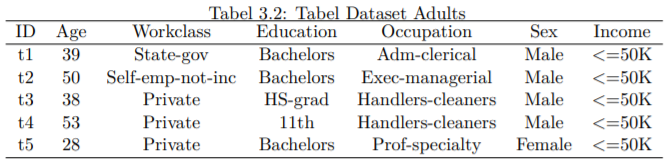 Tabel 3.2: Tabel Dataset Adults
ID Age Workclass Education Occupation Sex Income
t1 39 State-gov Bachelors Adm-clerical Male <=50K
t2 50 Self-emp-not-inc Bachelors Exec-managerial Male <=50K
t3 38 Private HS-grad Handlers-cleaners Male <=50K
t4 53 Private 11th Handlers-cleaners Male <=50K
t5 28 Private Bachelors Prof-specialty Female <=50K